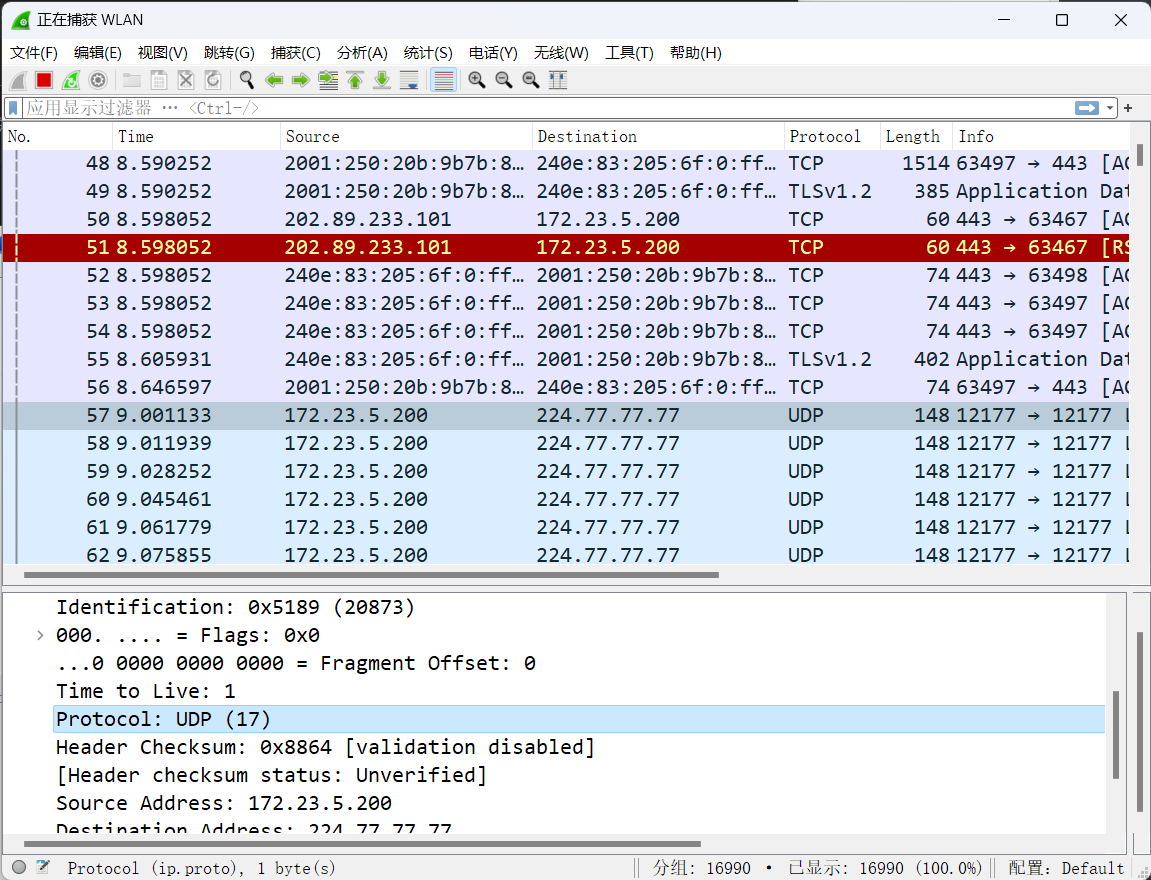 正在捕获 WLAN
文件(F) 编辑(E) 视图(V) 跳转(G) 捕获(C) 分析(A) 统计(S) 电话(Y) 无线(W) 工具(T) 帮助(H)
应用显示过滤器 … <Ctrl-/>
No. Time Source Destination Protocol Length Info
48 8.590252 2001:250:20b:9b7b:8… 240e:83:205:6f:0:ff… TCP 1514 63497 → 443 [AC
49 8.590252 2001:250:20b:9b7b:8… 240e:83:205:6f:0:ff… TLSv1.2 385 Application Dat
50 8.598052 202.89.233.101 172.23.5.200 TCP 60 443 → 63467 [AC
51 8.598052 202.89.233.101 172.23.5.200 TCP 60 443 → 63467 [RS
52 8.598052 240e:83:205:6f:0:ff… 2001:250:20b:9b7b:8… TCP 74 443 → 63498 [AC
53 8.598052 240e:83:205:6f:0:ff… 2001:250:20b:9b7b:8… TCP 74 443 → 63497 [AC
54 8.598052 240e:83:205:6f:0:ff… 2001:250:20b:9b7b:8… TCP 74 443 → 63497 [AC
55 8.605931 240e:83:205:6f:0:ff… 2001:250:20b:9b7b:8… TLSv1.2 402 Application Dat
56 8.646597 2001:250:20b:9b7b:8… 240e:83:205:6f:0:ff… TCP 74 63497 → 443 [AC
57 9.001133 172.23.5.200 224.77.77.77 UDP 148 12177 → 12177 L
58 9.011939 172.23.5.200 224.77.77.77 UDP 148 12177 → 12177 L
59 9.028252 172.23.5.200 224.77.77.77 UDP 148 12177 → 12177 L
60 9.045461 172.23.5.200 224.77.77.77 UDP 148 12177 → 12177 L
61 9.061779 172.23.5.200 224.77.77.77 UDP 148 12177 → 12177 L
62 9.075855 172.23.5.200 224.77.77.77 UDP 148 12177 → 12177 L
Identification: 0x5189 (20873)
000. .... = Flags: 0x0
...0 0000 0000 0000 = Fragment Offset: 0
Time to Live: 1
Protocol: UDP (17)
Header Checksum: 0x8864 [validation disabled]
[Header checksum status: Unverified]
Source Address: 172.23.5.200
Destination Address: 224.77.77.77
Protocol (ip.proto), 1 byte(s) 分组: 16990 · 已显示: 16990 (100.0%) 配置: Default